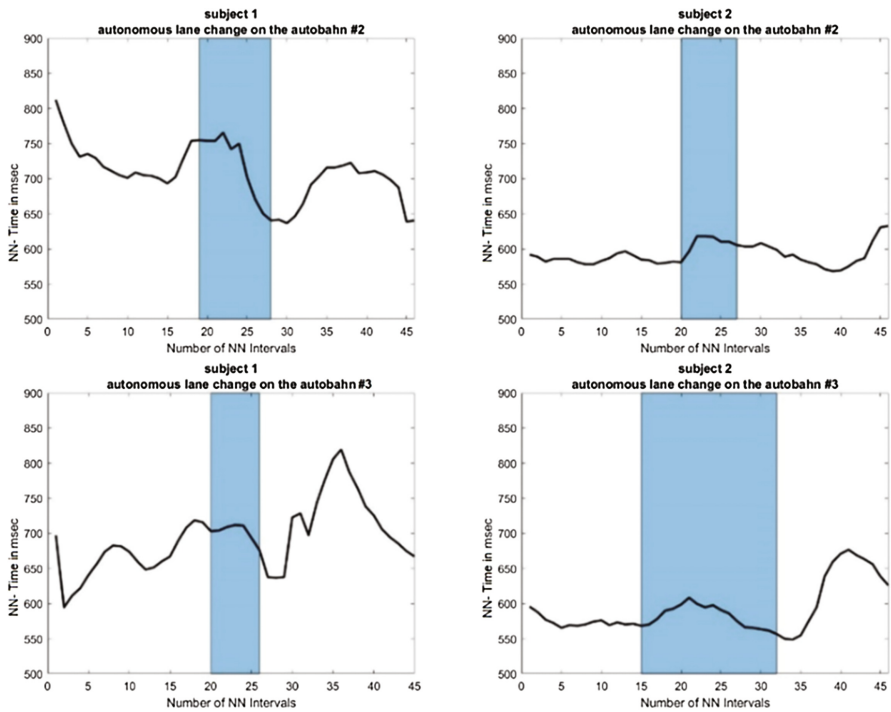 subject 1
autonomous lane change on the autobahn #2
900
850
800
750
700
650
600
550
500
NN- Time in msec
0 5 10 15 20 25 30 35 40 45
Number of NN Intervals
subject 2
autonomous lane change on the autobahn #2
900
850
800
750
700
650
600
550
500
NN- Time in msec
0 5 10 15 20 25 30 35 40 45
Number of NN Intervals
subject 1
autonomous lane change on the autobahn #3
900
850
800
750
700
650
600
550
500
NN- Time in msec
0 5 10 15 20 25 30 35 40 45
Number of NN Intervals
subject 2
autonomous lane change on the autobahn #3
900
850
800
750
700
650
600
550
500
NN- Time in msec
0 5 10 15 20 25 30 35 40 45
Number of NN Intervals